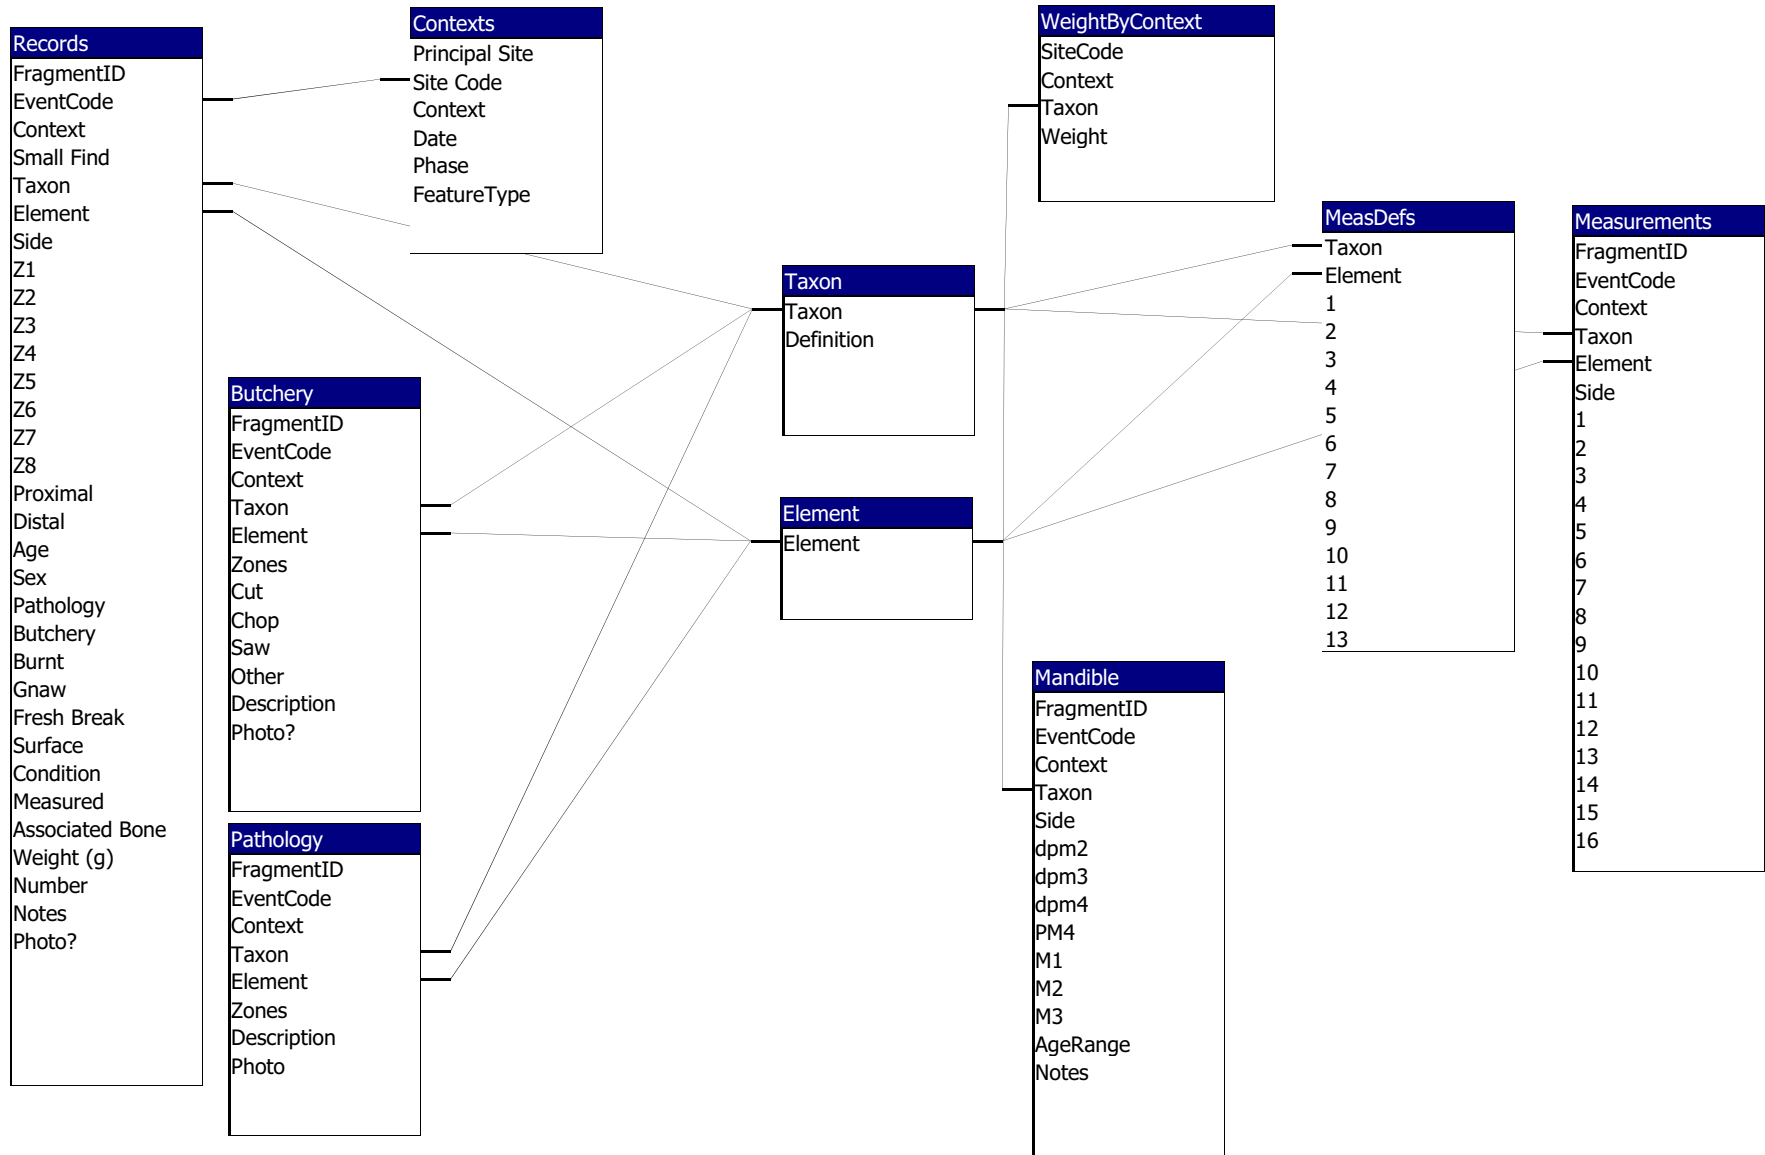 Records
FragmentID
EventCode
Context
Small Find
Taxon
Element
Side
Z1
Z2
Z3
Z4
Z5
Z6
Z7
Z8
Proximal
Distal
Age
Sex
Pathology
Butchery
Burnt
Gnaw
Fresh Break
Surface
Condition
Measured
Associated Bone
Weight (g)
Number
Notes
Photo?
Contexts
Principal Site
Site Code
Context
Date
Phase
FeatureType
Butchery
FragmentID
EventCode
Context
Taxon
Element
Zones
Cut
Chop
Saw
Other
Description
Photo?
Pathology
FragmentID
EventCode
Context
Taxon
Element
Zones
Description
Photo
Taxon
Taxon
Definition
Element
Element
WeightByContext
SiteCode
Context
Taxon
Weight
Mandible
FragmentID
EventCode
Context
Taxon
Side
dpm2
dpm3
dpm4
PM4
M1
M2
M3
AgeRange
Notes
MeasDefs
Taxon
Element
1
2
3
4
5
6
7
8
9
10
11
12
13
Measurements
FragmentID
EventCode
Context
Taxon
Element
Side
1
2
3
4
5
6
7
8
9
10
11
12
13
14
15
16